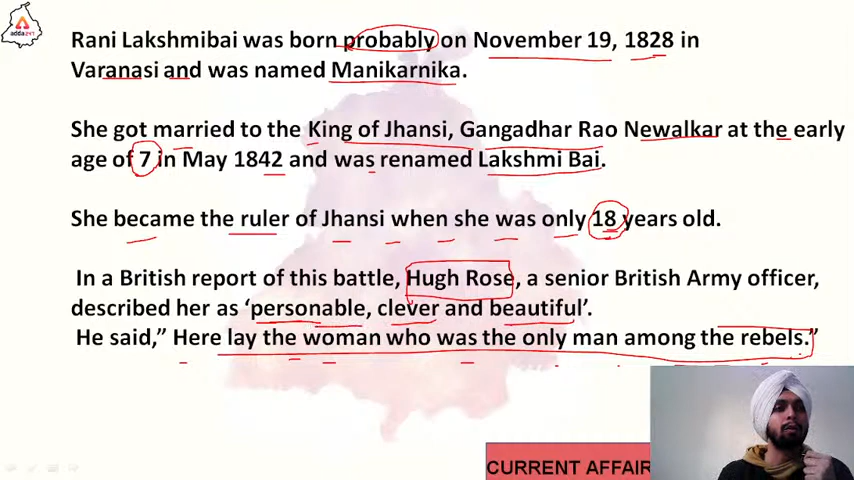 adda247
Rani Lakshmibai was born probably on November 19, 1828 in
Varanasi and was named Manikarnika.
She got married to the King of Jhansi, Gangadhar Rao Newalkar at the early
age of 7 in May 1842 and was renamed Lakshmi Bai.
She became the ruler of Jhansi when she was only 18 years old.
In a British report of this battle, Hugh Rose, a senior British Army officer,
described her as ‘personable, clever and beautiful’.
He said,” Here lay the woman who was the only man among the rebels.”
CURRENT AFFAIR